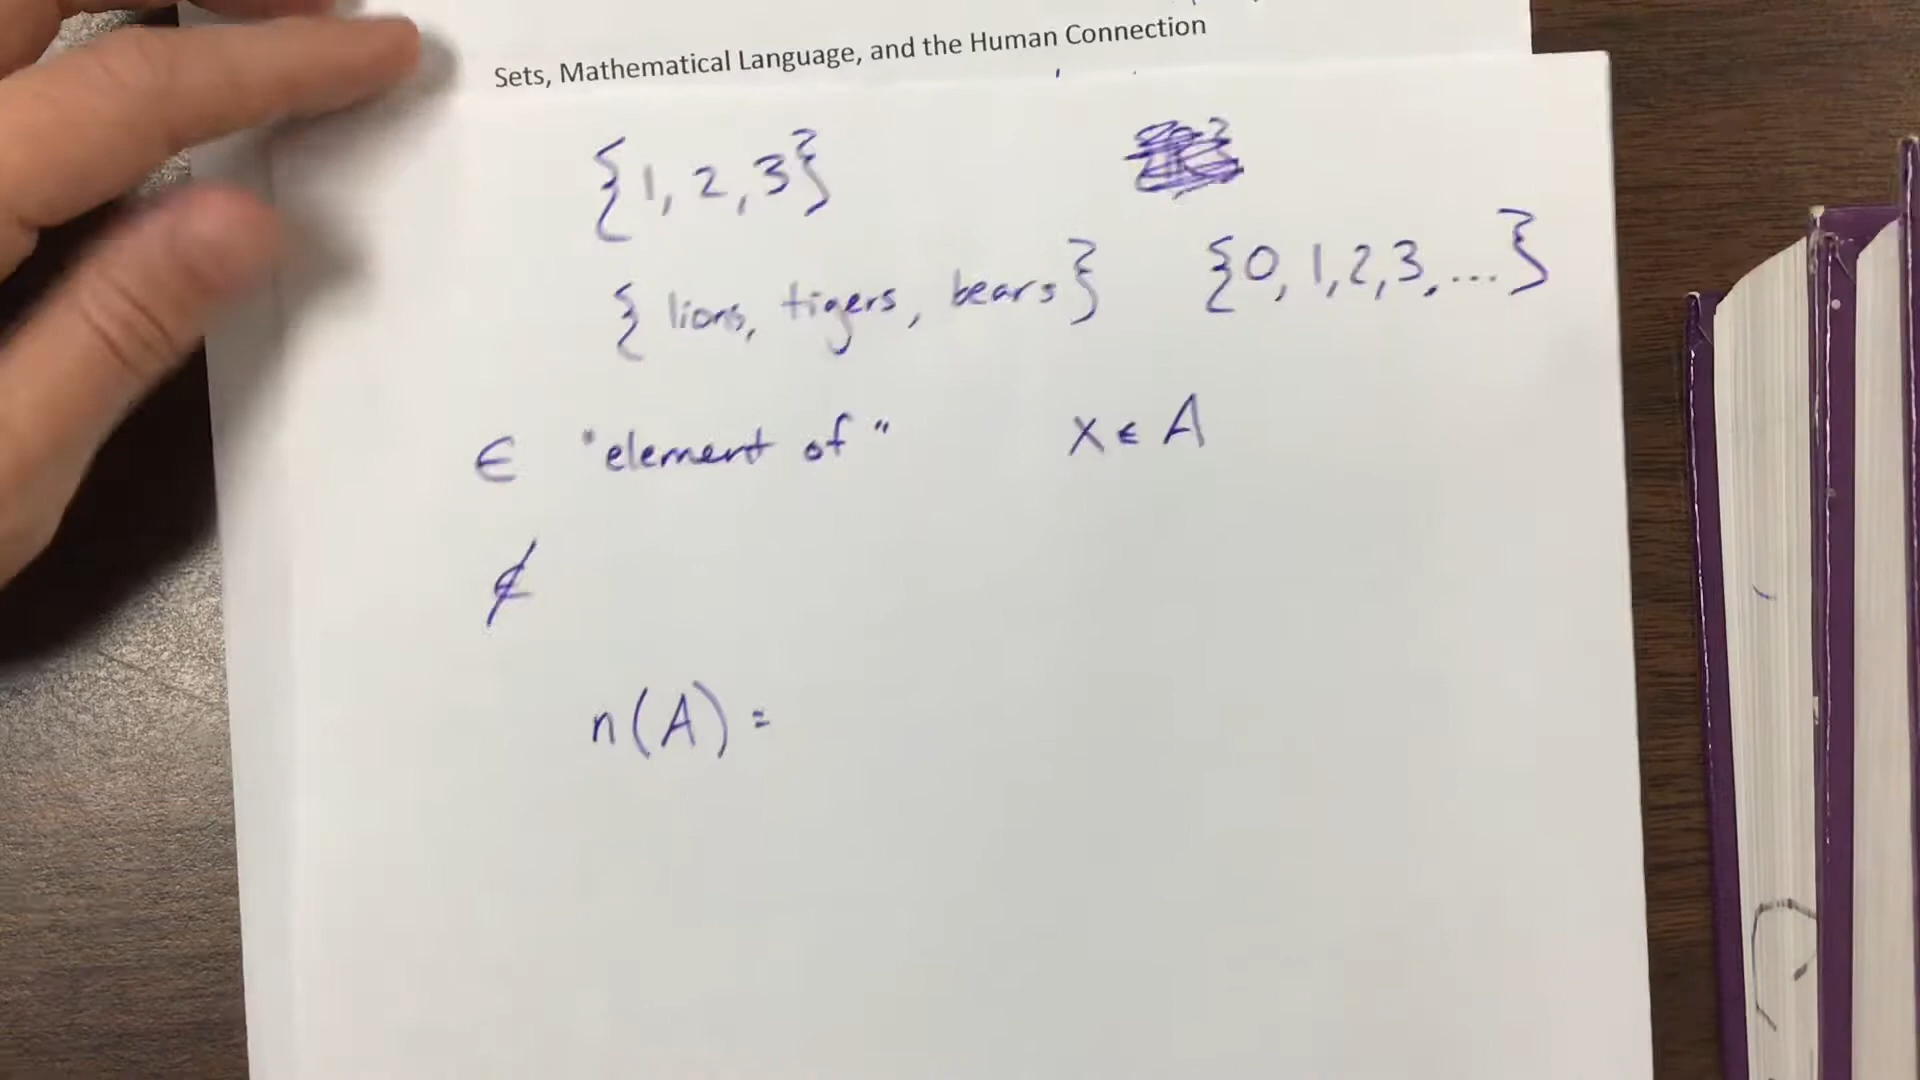 Sets, Mathematical Language, and the Human Connection
{1, 2, 3}
{lions, tigers, bears} {0, 1, 2, 3, ...}
∈ "element of" x ∈ A
∉
n(A) =